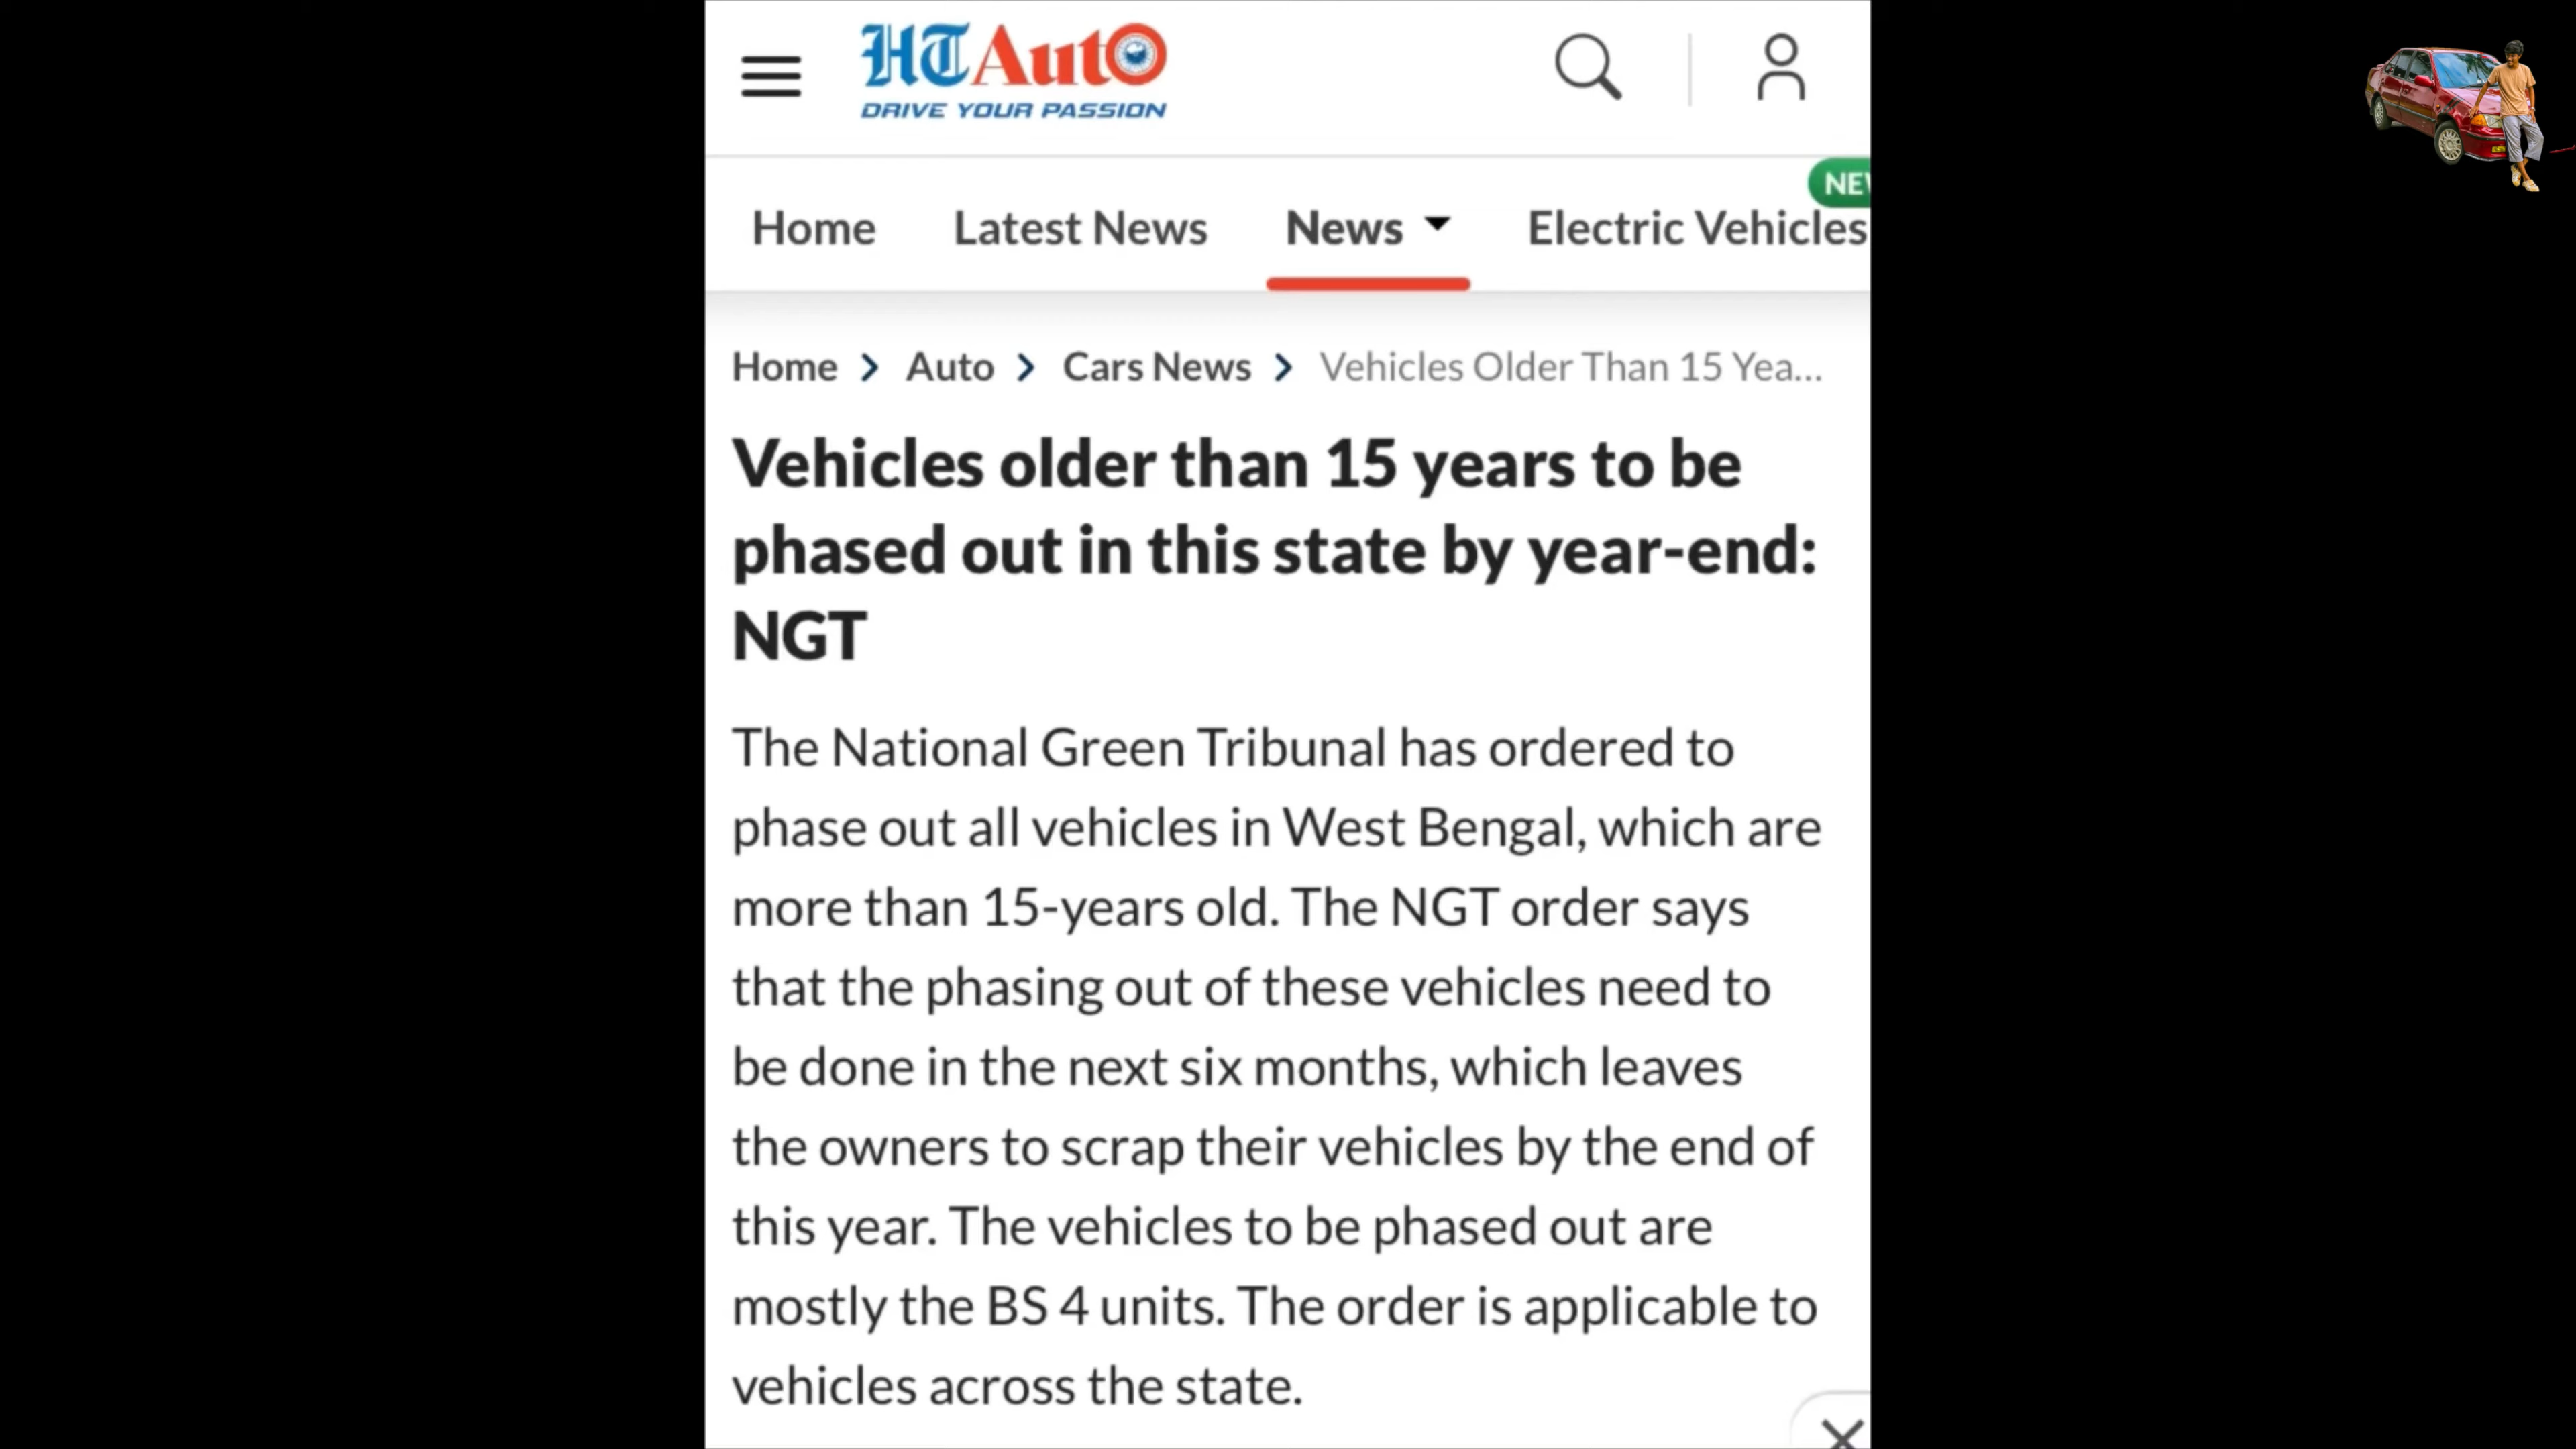 HT Auto
DRIVE YOUR PASSION
NEW
Home Latest News News Electric Vehicles
Home > Auto > Cars News > Vehicles Older Than 15 Yea...
Vehicles older than 15 years to be
phased out in this state by year-end:
NGT
The National Green Tribunal has ordered to
phase out all vehicles in West Bengal, which are
more than 15-years old. The NGT order says
that the phasing out of these vehicles need to
be done in the next six months, which leaves
the owners to scrap their vehicles by the end of
this year. The vehicles to be phased out are
mostly the BS 4 units. The order is applicable to
vehicles across the state.